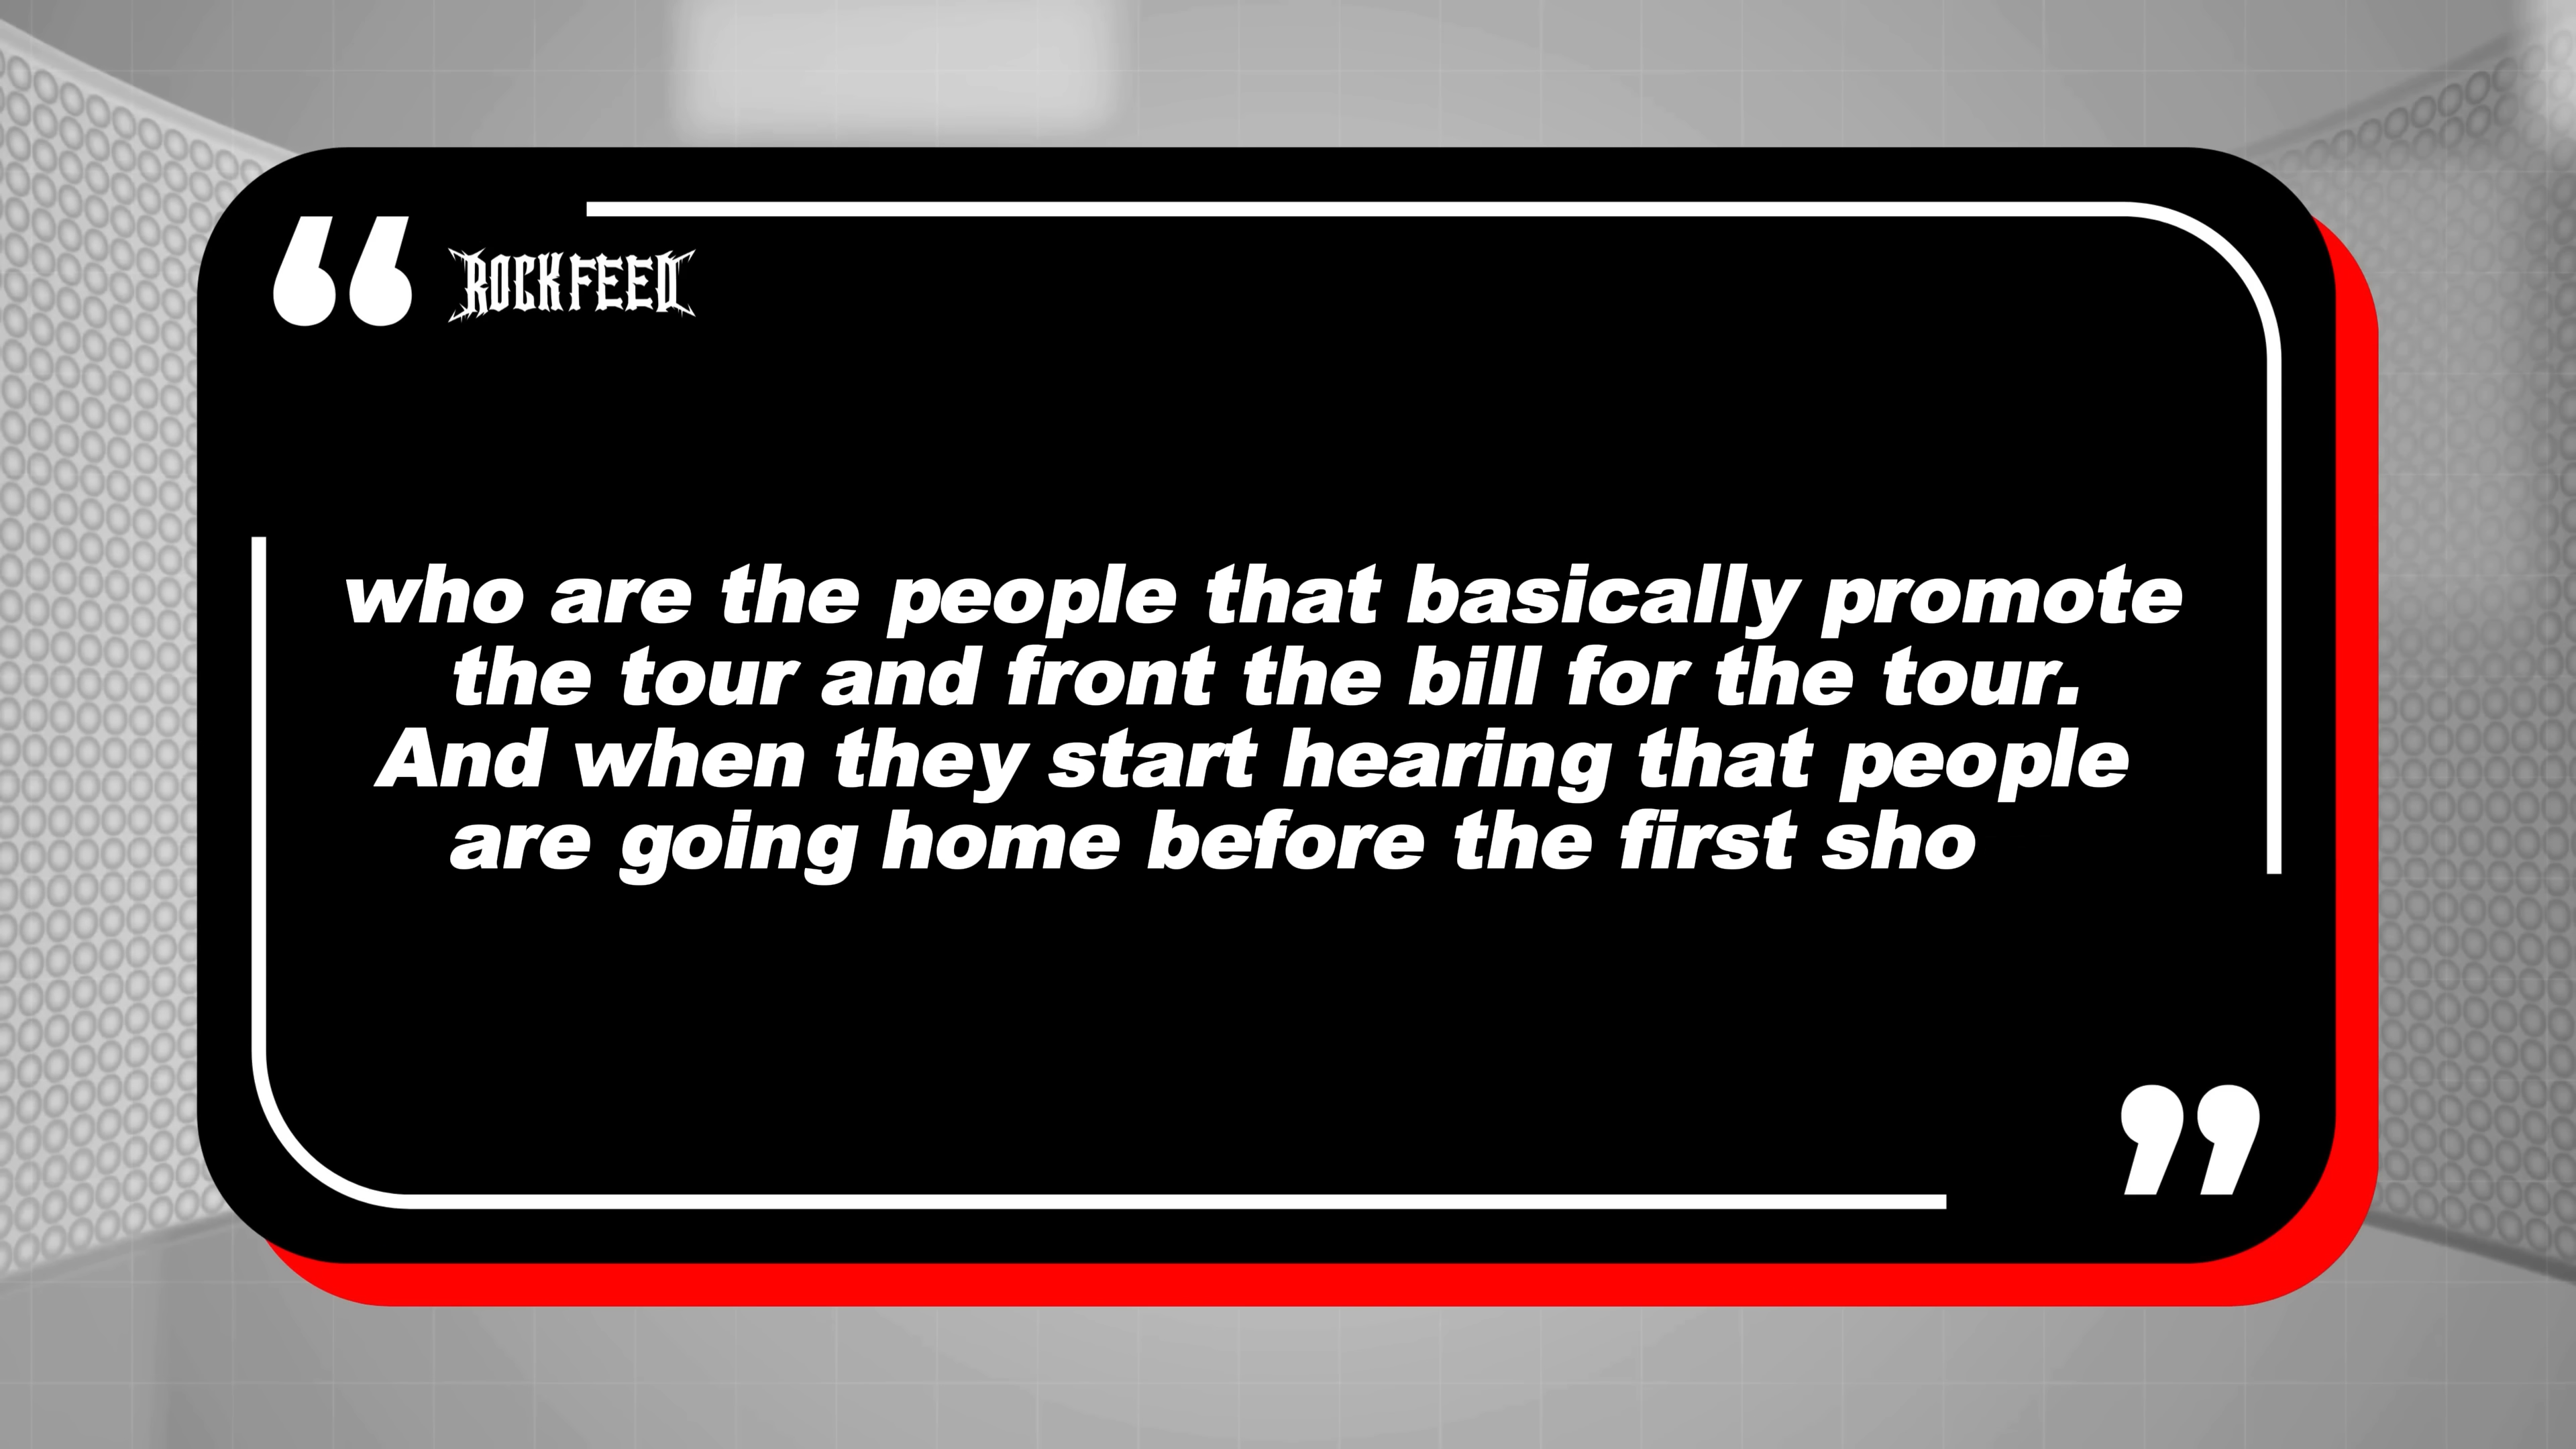 ROCKFEED
who are the people that basically promote
the tour and front the bill for the tour.
And when they start hearing that people
are going home before the first sho